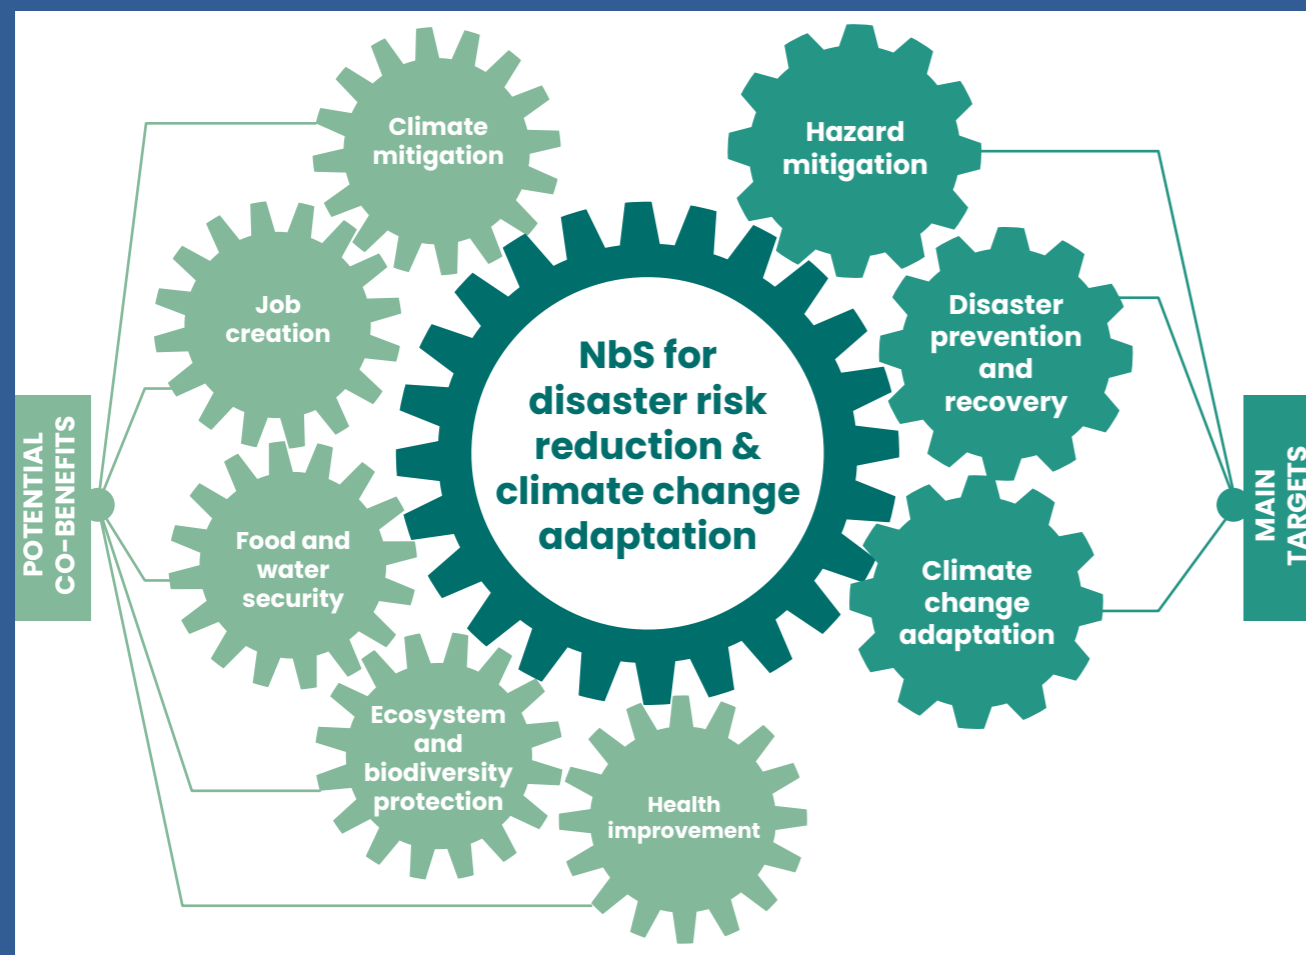 POTENTIAL
CO-BENEFITS
Climate
mitigation
Job
creation
Food and
water
security
Ecosystem
and
biodiversity
protection
Health
improvement
NbS for
disaster risk
reduction &
climate change
adaptation
Hazard
mitigation
Disaster
prevention
and
recovery
Climate
change
adaptation
MAIN
TARGETS